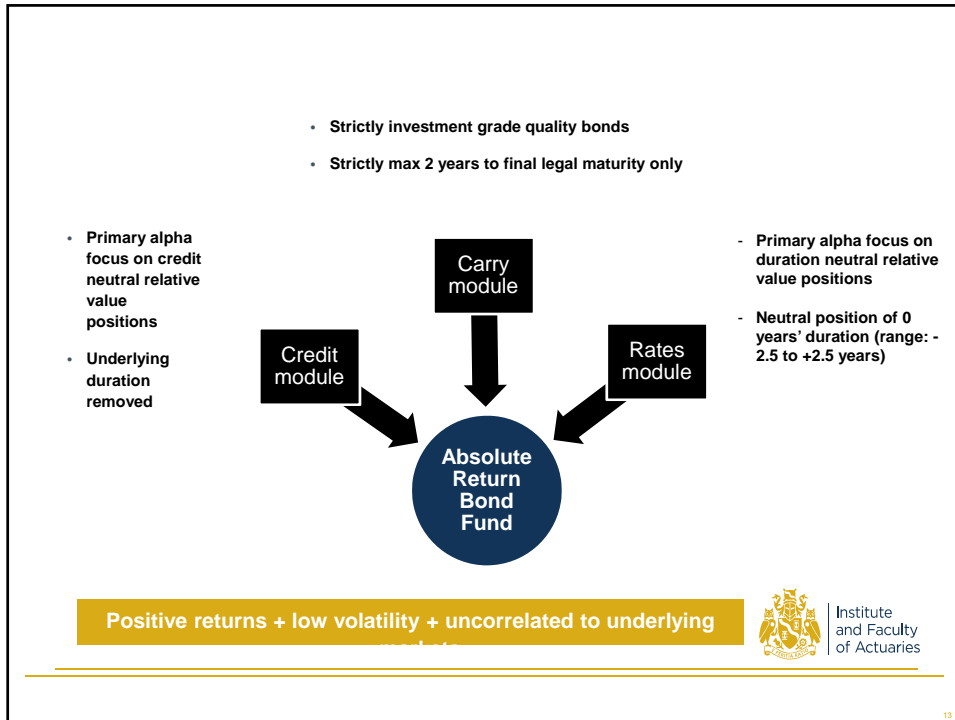 • Strictly investment grade quality bonds
• Strictly max 2 years to final legal maturity only
• Primary alpha
focus on credit
neutral relative
value
positions
• Underlying
duration
removed
Carry
module
Credit
module
Rates
module
- Primary alpha focus on
duration neutral relative
value positions
- Neutral position of 0
years’ duration (range: -
2.5 to +2.5 years)
Absolute
Return
Bond
Fund
Positive returns + low volatility + uncorrelated to underlying
markets
Institute
and Faculty
of Actuaries
13